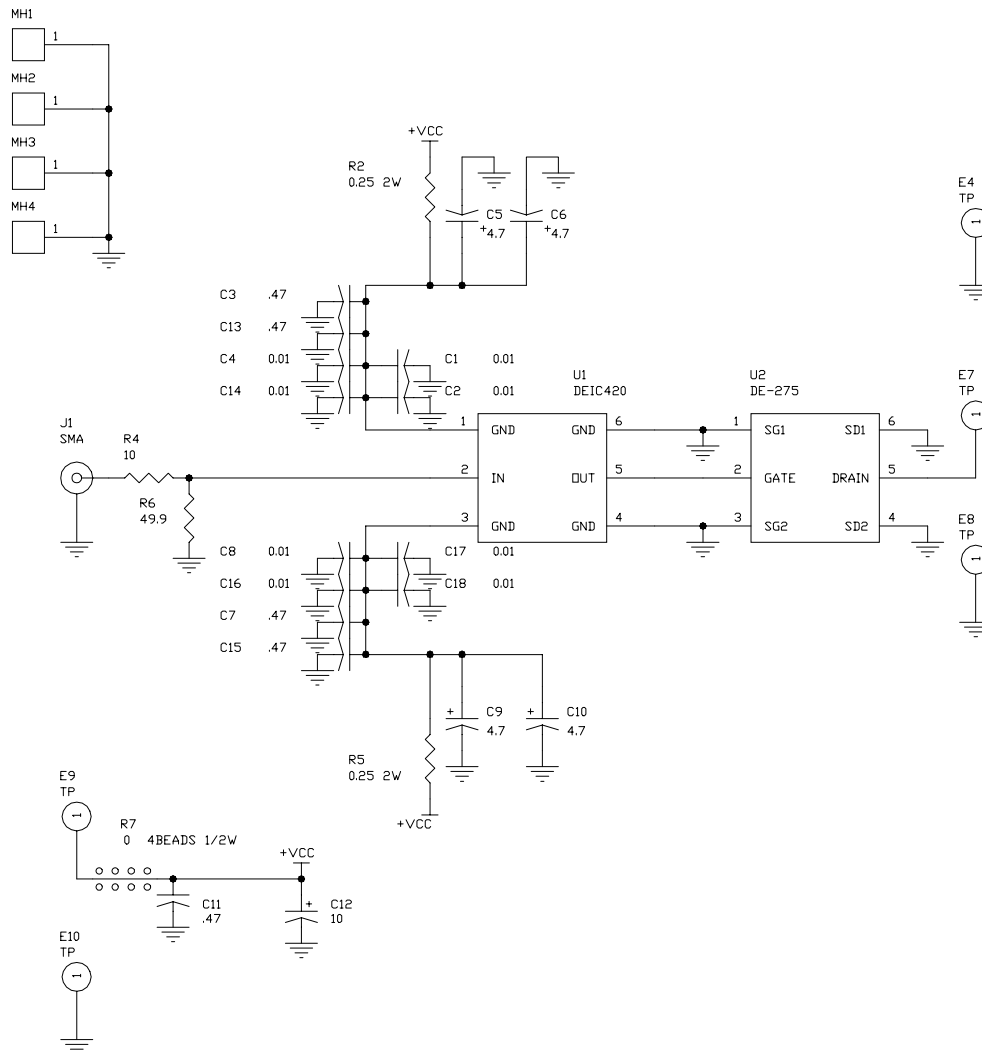 MH1
1
MH2
1
MH3
1
MH4
1
+VCC
R2
0.25 2W
C5
+4.7
C6
+4.7
E4
TP
1
C3 .47
C13 .47
C4 0.01
C14 0.01
C1 0.01
C2 0.01
U1
DEIC420
U2
DE-275
E7
TP
1
J1
SMA
R4
10
R6
49.9
1 GND GND 6
2 IN OUT 5
3 GND GND 4
1 SG1 SD1 6
2 GATE DRAIN 5
3 SG2 SD2 4
E8
TP
1
C8 0.01
C16 0.01
C7 .47
C15 .47
C17 0.01
C18 0.01
+ C9
4.7
+ C10
4.7
R5
0.25 2W
+VCC
E9
TP
1
R7
0 4BEADS 1/2W
+VCC
C11
.47
+ C12
10
E10
TP
1